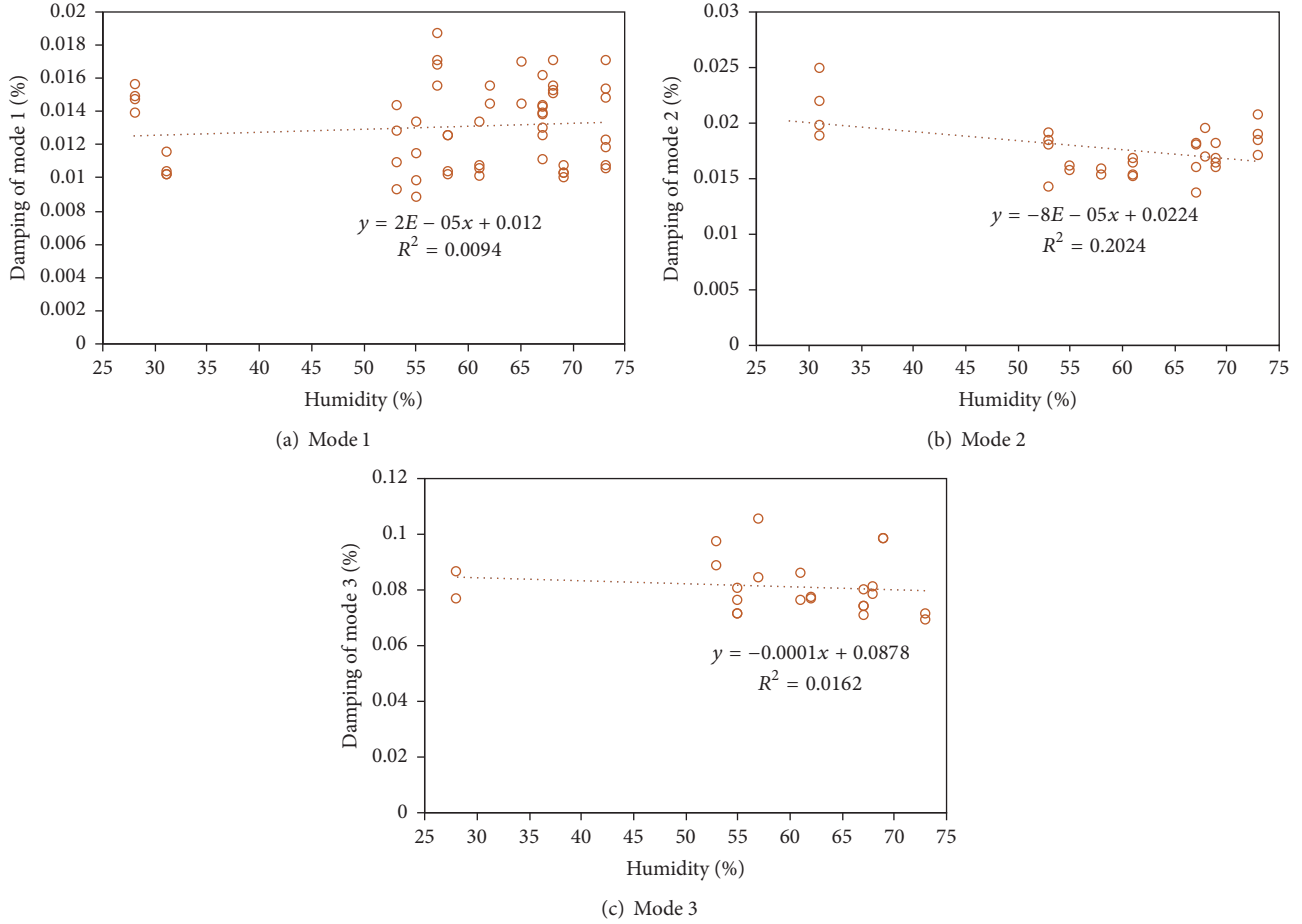 0.02
0.018
0.016
0.014
0.012
0.01
0.008
0.006
0.004
0.002
0
Damping of mode 1 (%)
y = 2E − 05x + 0.012
R² = 0.0094
25 30 35 40 45 50 55 60 65 70 75
Humidity (%)
(a) Mode 1
0.03
0.025
0.02
0.015
0.01
0.005
0
Damping of mode 2 (%)
y = −8E − 05x + 0.0224
R² = 0.2024
25 30 35 40 45 50 55 60 65 70 75
Humidity (%)
(b) Mode 2
0.12
0.1
0.08
0.06
0.04
0.02
0
Damping of mode 3 (%)
y = −0.0001x + 0.0878
R² = 0.0162
25 30 35 40 45 50 55 60 65 70 75
Humidity (%)
(c) Mode 3